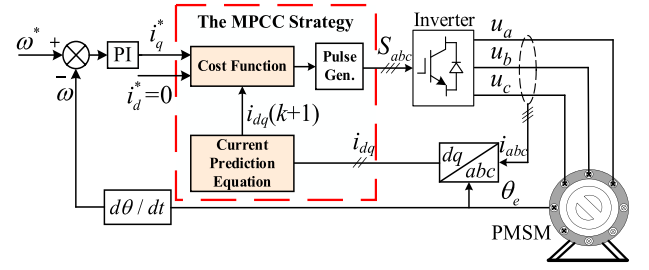 The MPCC Strategy
Inverter
ω*
+
−
ω
PI
i*q
i*d=0
Cost Function
Pulse
Gen.
Sabc
ua
ub
uc
idq(k+1)
Current
Prediction
Equation
idq
dq
abc
iabc
θe
dθ / dt
PMSM